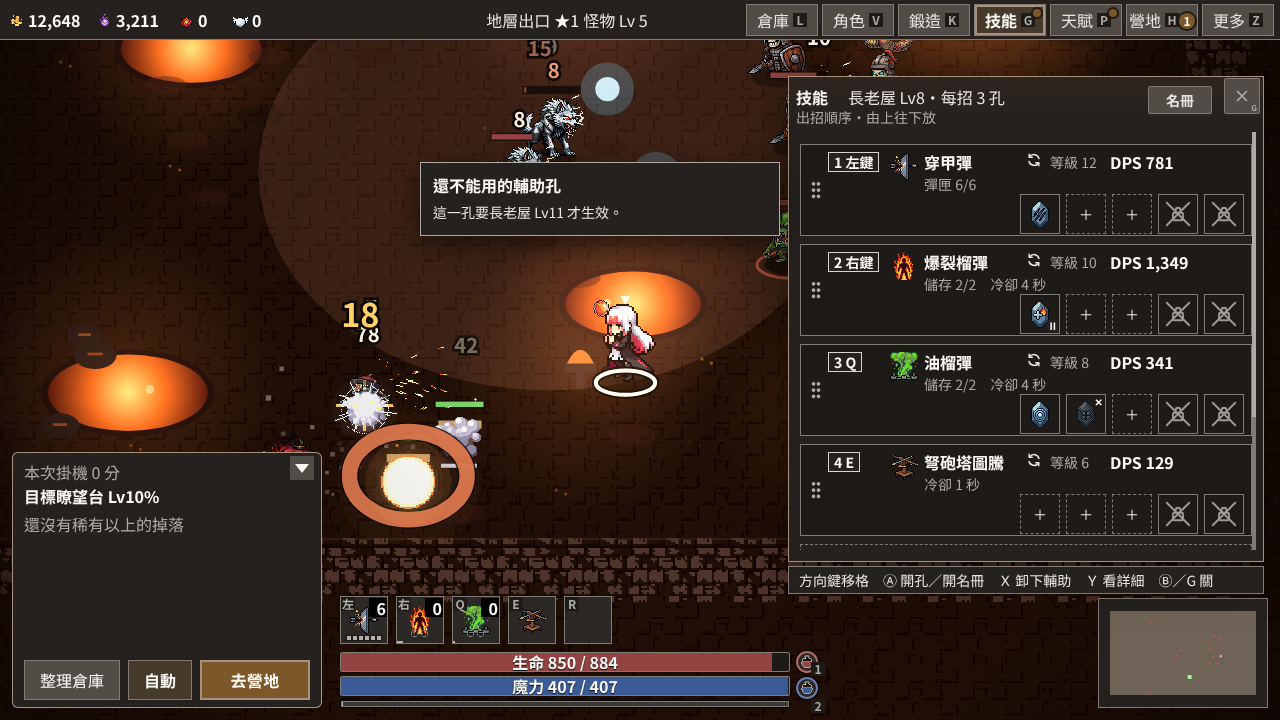 12,648 3,211 0 0
地層出口 ★1 怪物 Lv 5
倉庫 L
角色 V
鍛造 K
技能 G
天賦 P
營地 H 1
更多 Z
15
8
8
技能 長老屋 Lv8・每招 3 孔
出招順序・由上往下放
名冊
G
還不能用的輔助孔
這一孔要長老屋 Lv11 才生效。
1 左鍵 穿甲彈 等級 12 DPS 781
彈匣 6/6
2 右鍵 爆裂榴彈 等級 10 DPS 1,349
儲存 2/2 冷卻 4 秒
II
3 Q 油榴彈 等級 8 DPS 341
儲存 2/2 冷卻 4 秒
4 E 弩砲塔圖騰 等級 6 DPS 129
冷卻 1 秒
方向鍵移格 Ⓐ 開孔／開名冊 X 卸下輔助 Y 看詳細 Ⓑ／G 關
18
78
42
本次掛機 0 分
目標瞭望台 Lv10%
還沒有稀有以上的掉落
整理倉庫
自動
去營地
左 6
右 0
Q 0
E
R
生命 850 / 884
1
魔力 407 / 407
2